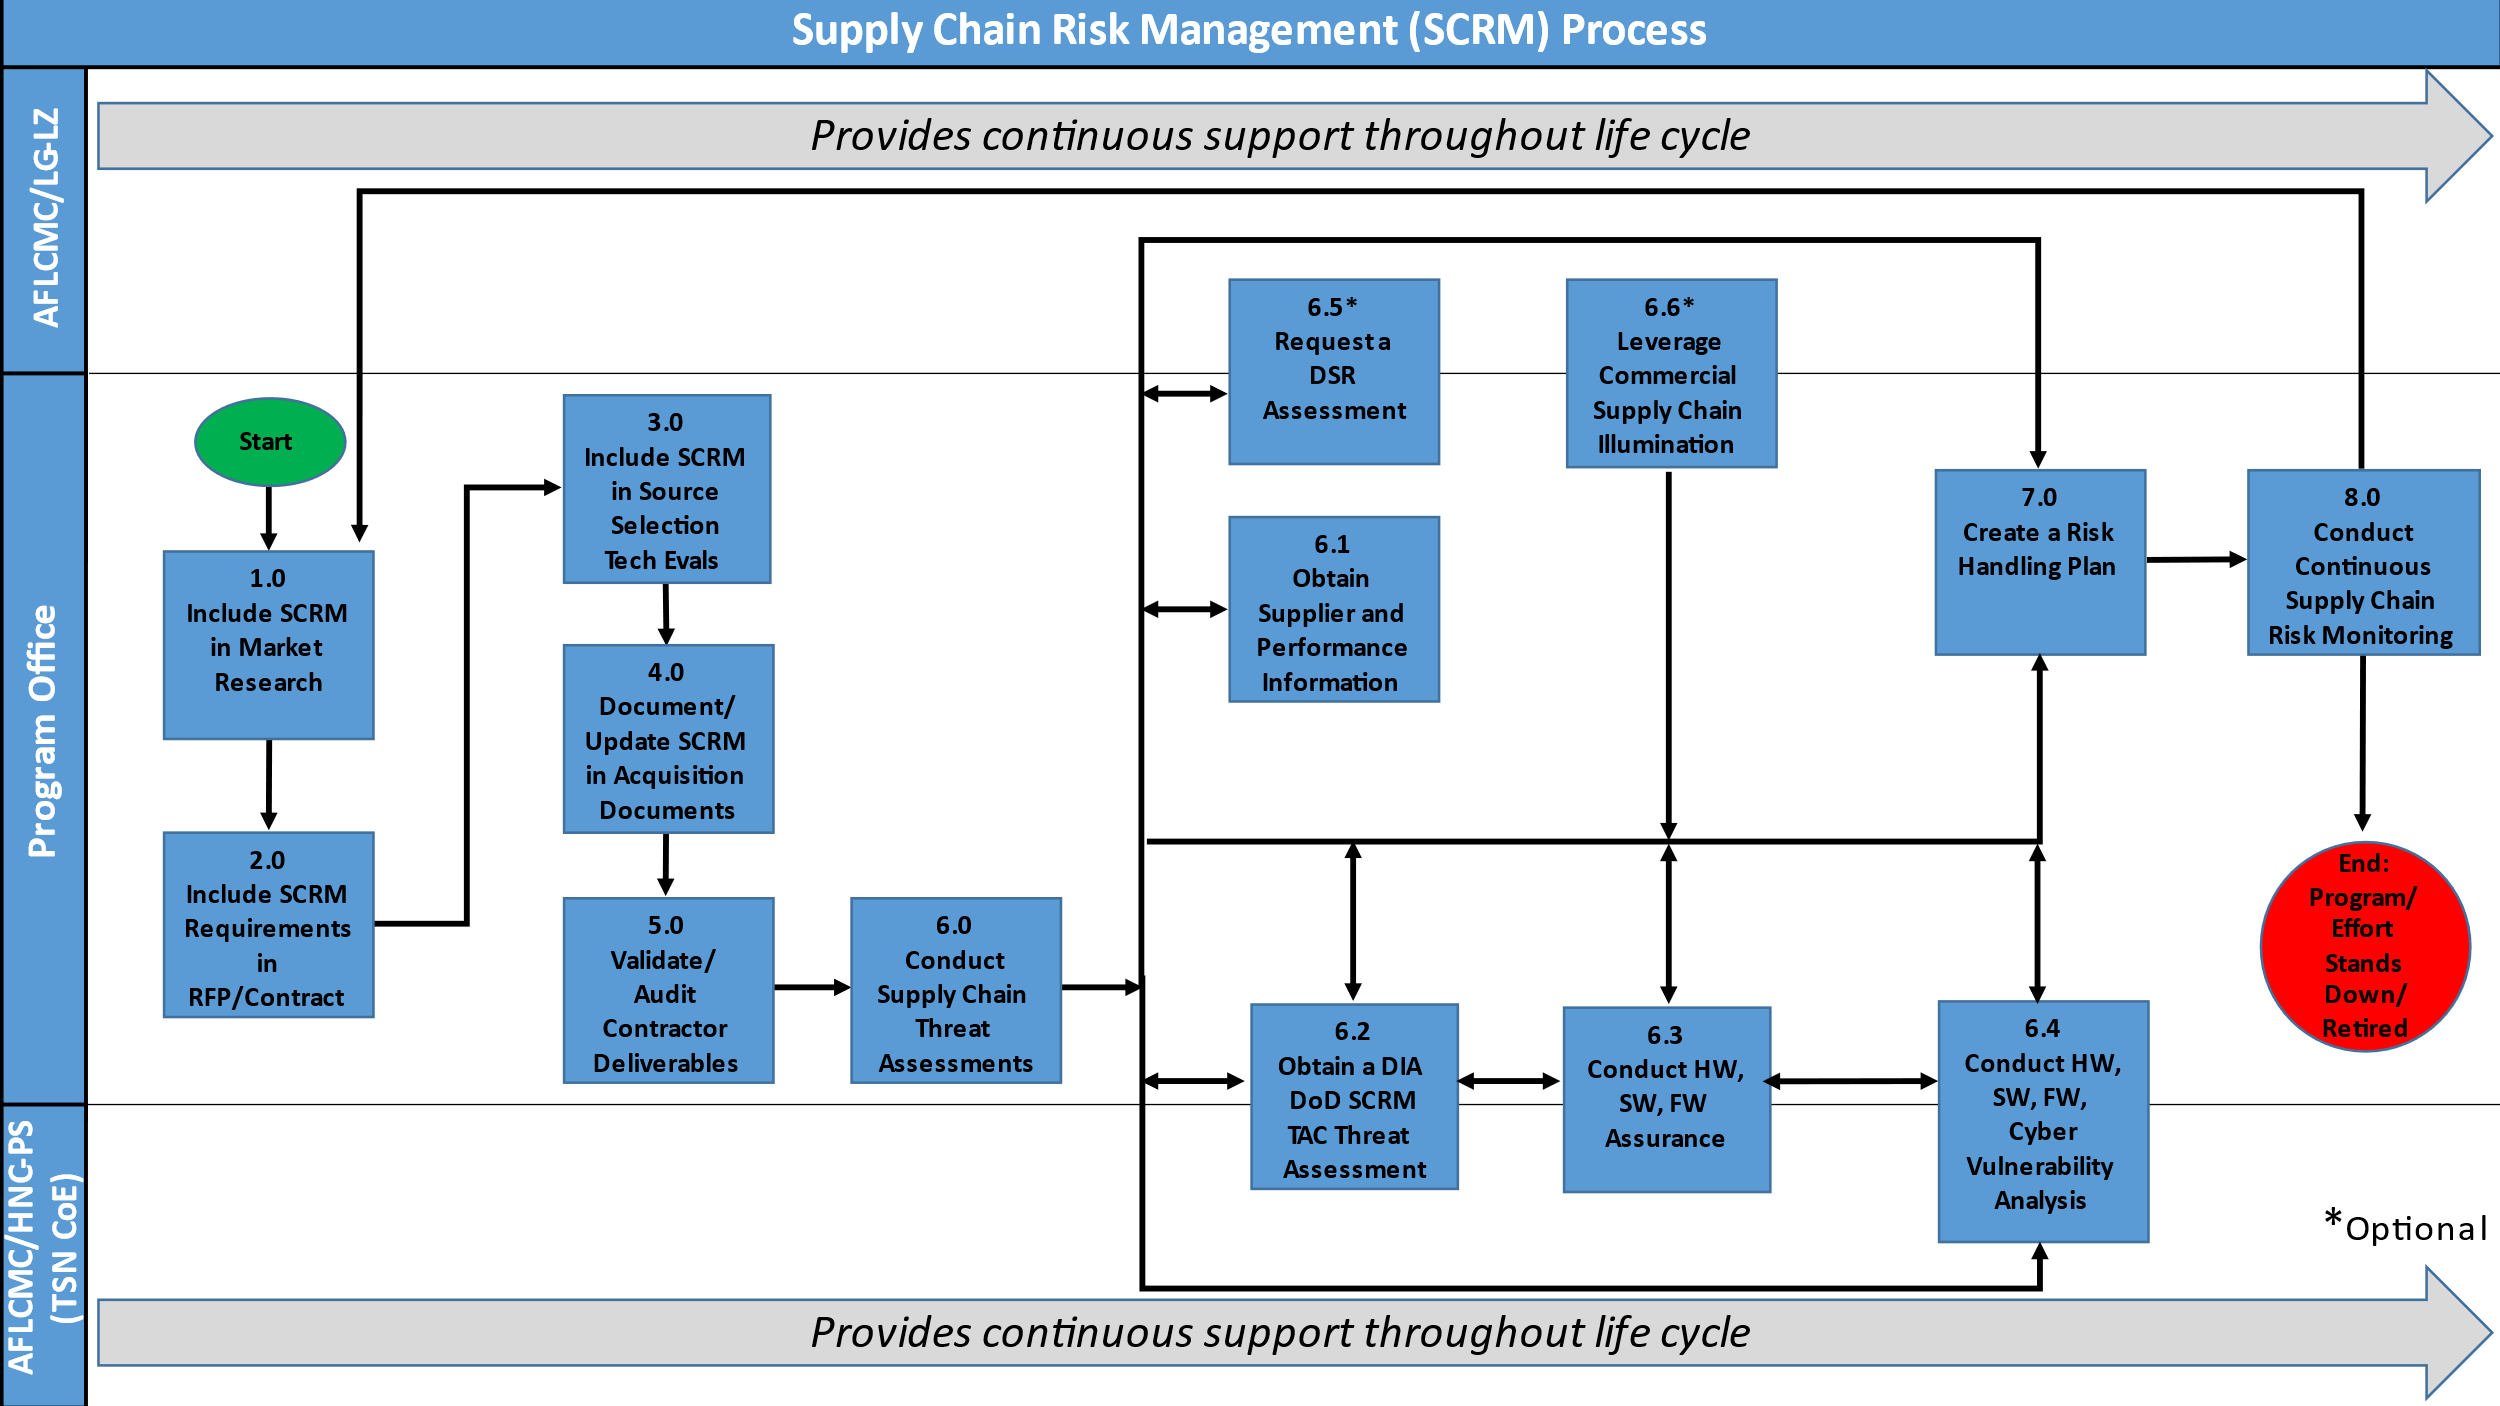 Supply Chain Risk Management (SCRM) Process
AFLCMC/LG-LZ
Provides continuous support throughout life cycle
Program Office
Start
1.0
Include SCRM
in Market
Research
2.0
Include SCRM
Requirements
in
RFP/Contract
3.0
Include SCRM
in Source
Selection
Tech Evals
4.0
Document/
Update SCRM
in Acquisition
Documents
5.0
Validate/
Audit
Contractor
Deliverables
6.0
Conduct
Supply Chain
Threat
Assessments
6.5*
Request a
DSR
Assessment
6.6*
Leverage
Commercial
Supply Chain
Illumination
6.1
Obtain
Supplier and
Performance
Information
7.0
Create a Risk
Handling Plan
8.0
Conduct
Continuous
Supply Chain
Risk Monitoring
6.2
Obtain a DIA
DoD SCRM
TAC Threat
Assessment
6.3
Conduct HW,
SW, FW
Assurance
6.4
Conduct HW,
SW, FW,
Cyber
Vulnerability
Analysis
End:
Program/
Effort
Stands
Down/
Retired
*Optional
AFLCMC/HNC-PS
(TSN CoE)
Provides continuous support throughout life cycle